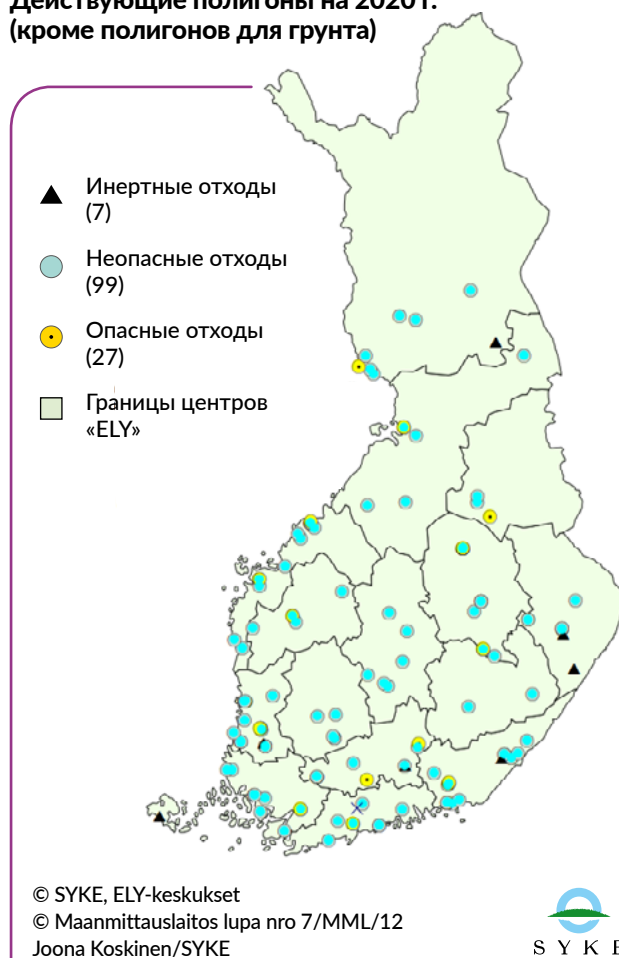 Действующие полигоны на 2020 г.
(кроме полигонов для грунта)
Инертные отходы
(7)
Неопасные отходы
(99)
Опасные отходы
(27)
Границы центров
«ELY»
© SYKE, ELY-keskukset
© Maanmittauslaitos lupa nro 7/MML/12
Joona Koskinen/SYKE
SYKE